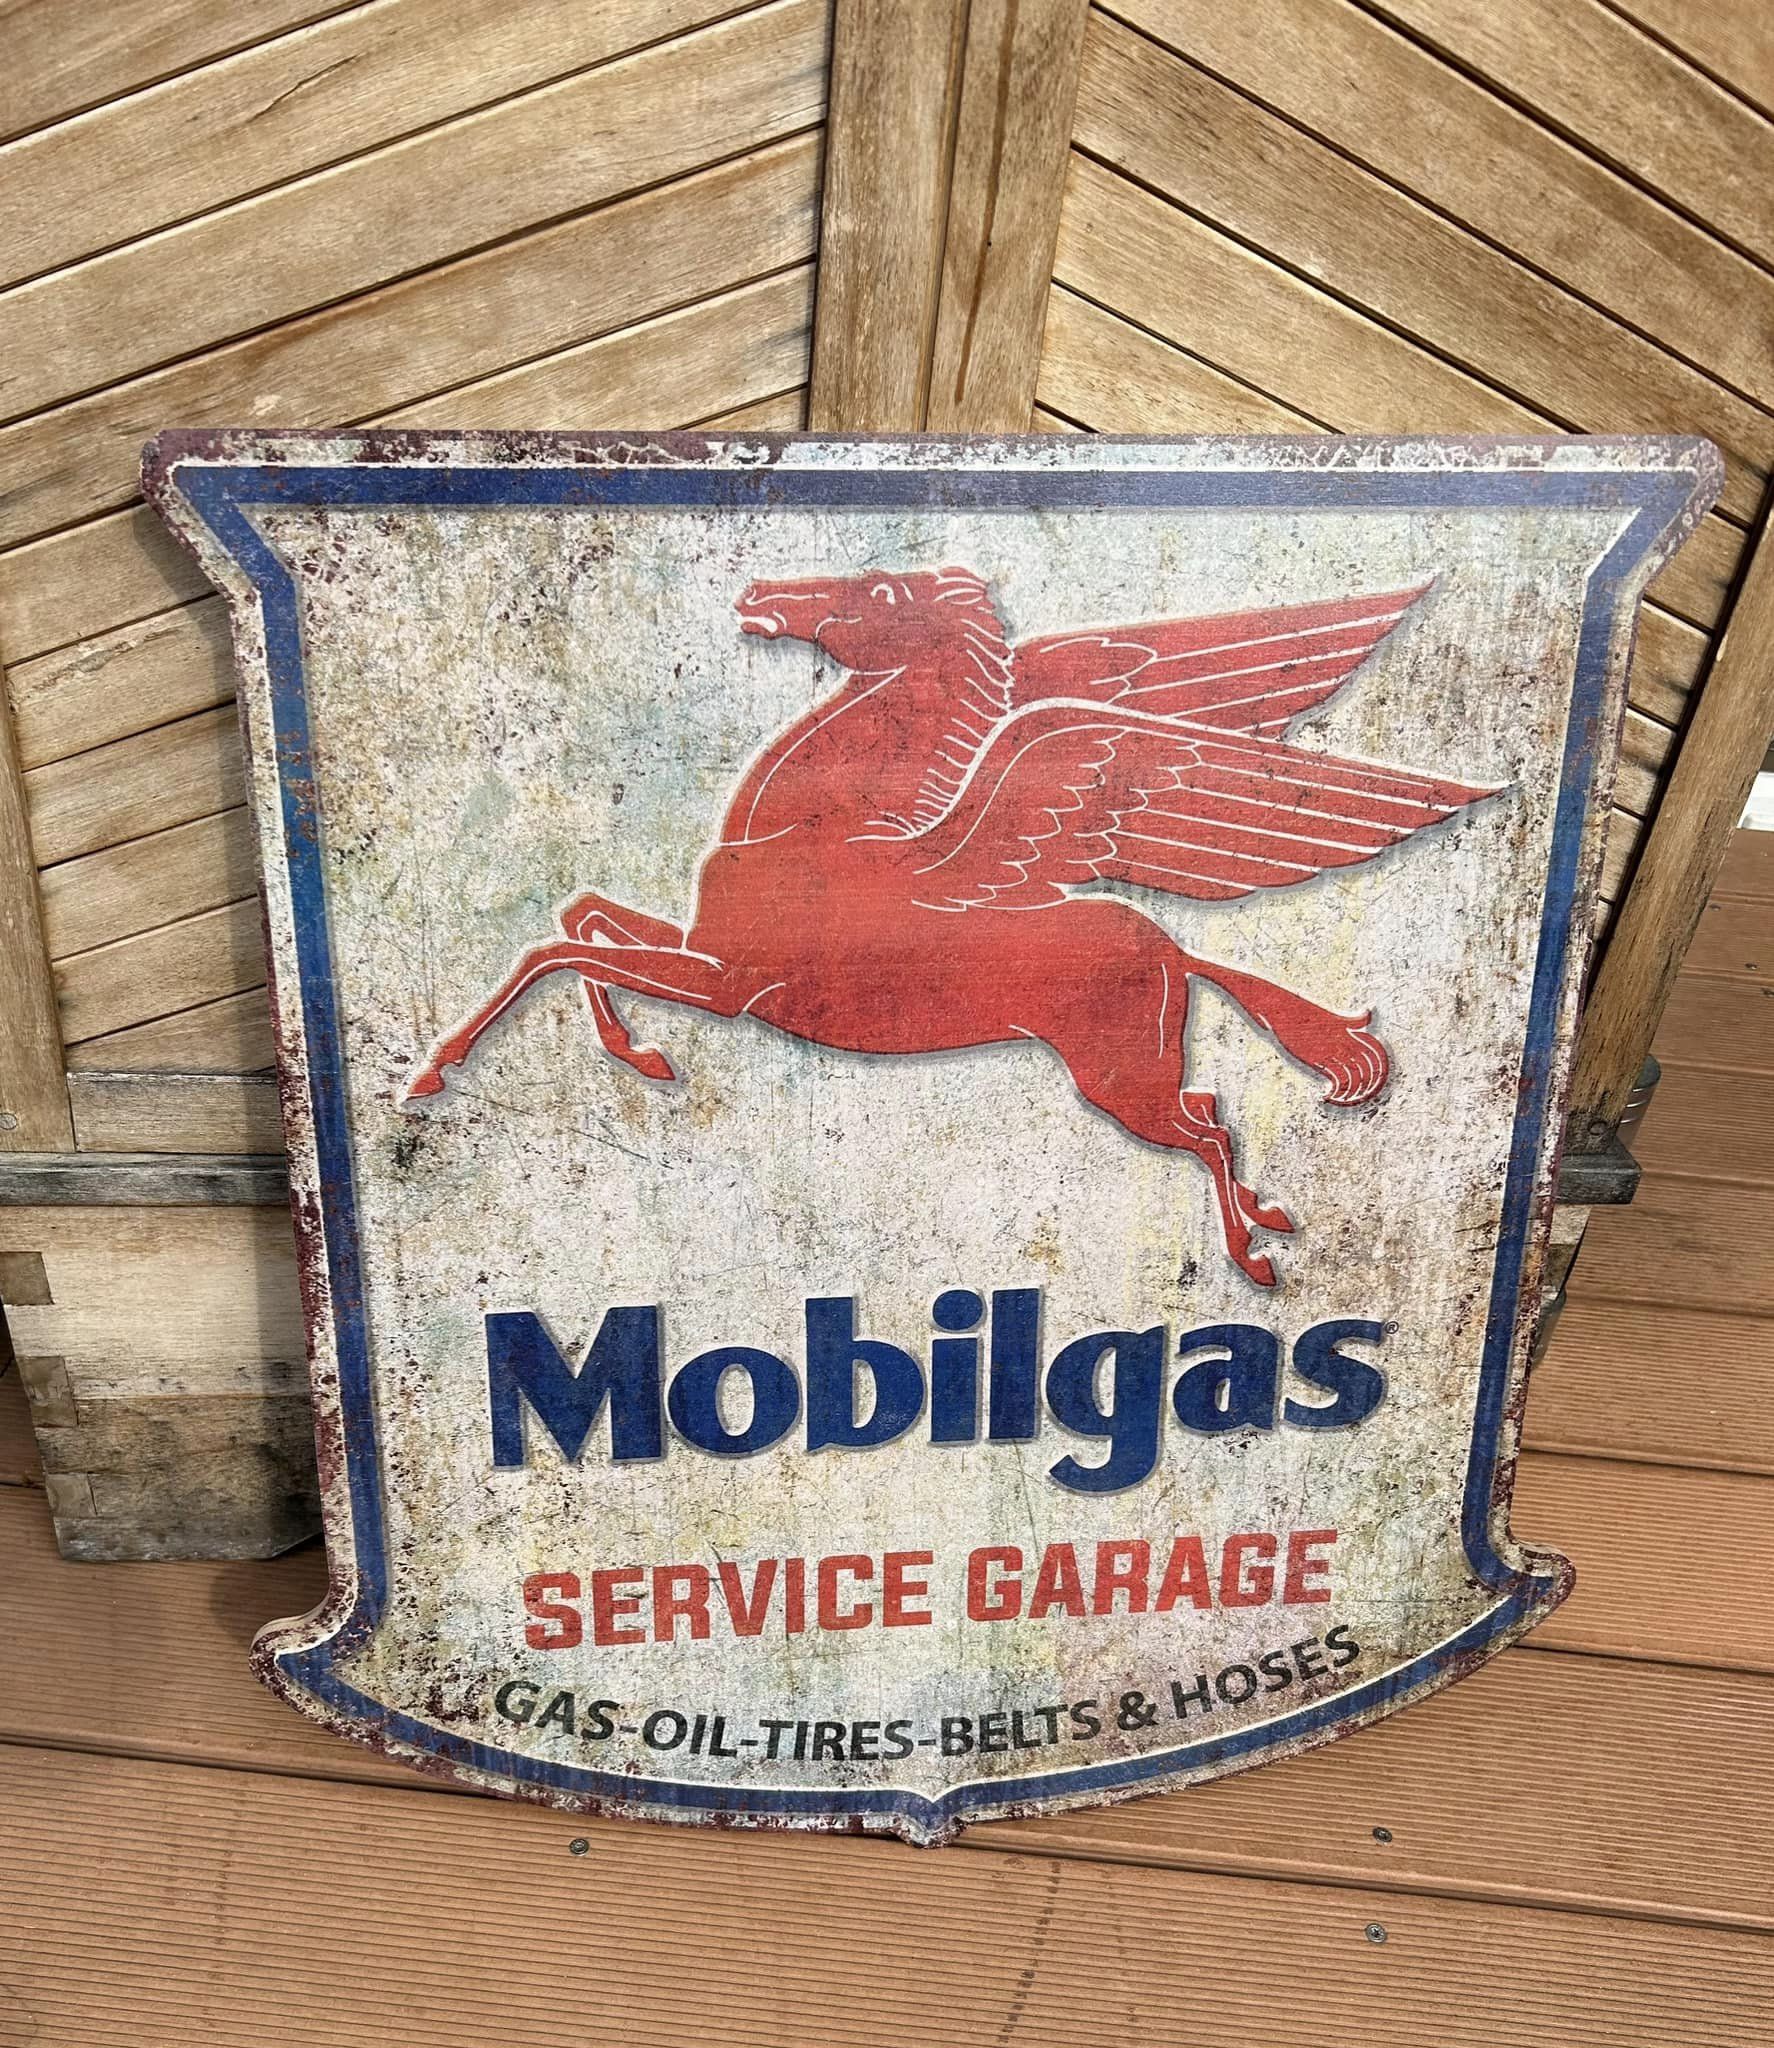 Mobilgas®
SERVICE GARAGE
GAS-OIL-TIRES-BELTS & HOSES